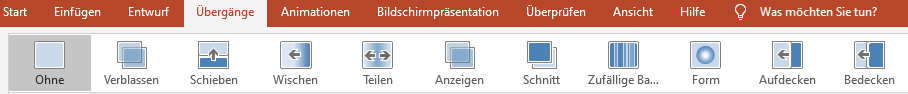 Start Einfügen Entwurf Übergänge Animationen Bildschirmpräsentation Überprüfen Ansicht Hilfe Was möchten Sie tun?
Ohne Verblassen Schieben Wischen Teilen Anzeigen Schnitt Zufällige Ba... Form Aufdecken Bedecken